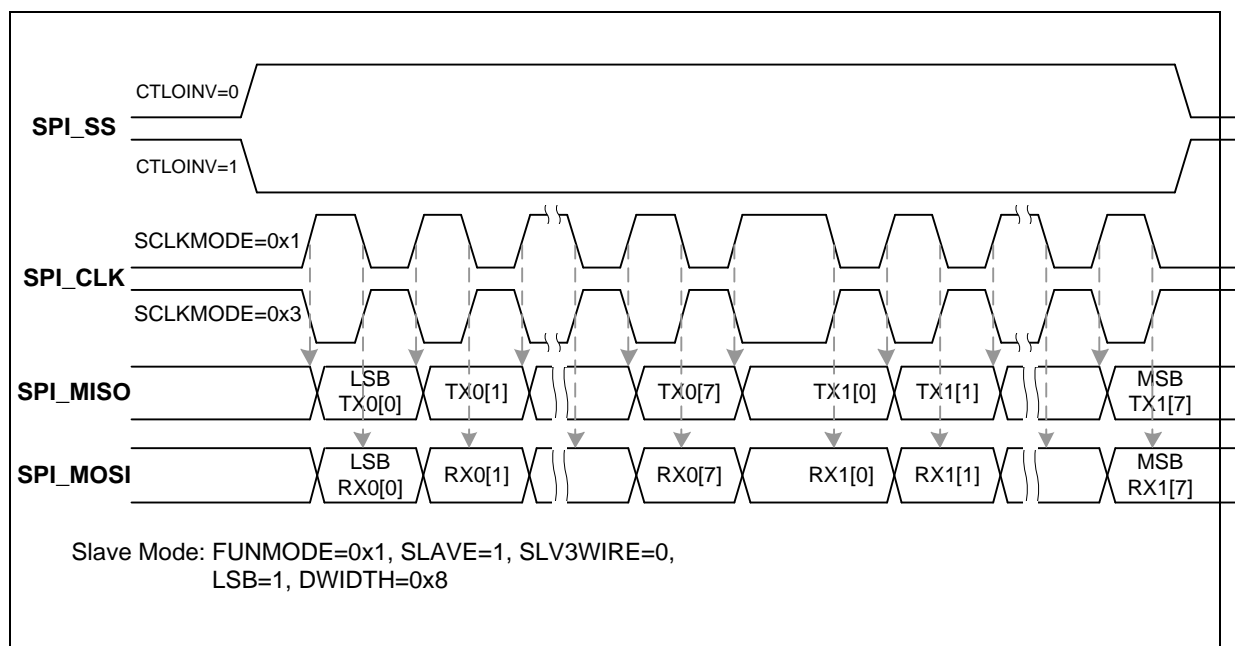 CTLOINV=0
SPI_SS
CTLOINV=1
SCLKMODE=0x1
SPI_CLK
SCLKMODE=0x3
SPI_MISO
LSB
TX0[0]
TX0[1]
TX0[7]
TX1[0]
TX1[1]
MSB
TX1[7]
SPI_MOSI
LSB
RX0[0]
RX0[1]
RX0[7]
RX1[0]
RX1[1]
MSB
RX1[7]
Slave Mode: FUNMODE=0x1, SLAVE=1, SLV3WIRE=0,
LSB=1, DWIDTH=0x8